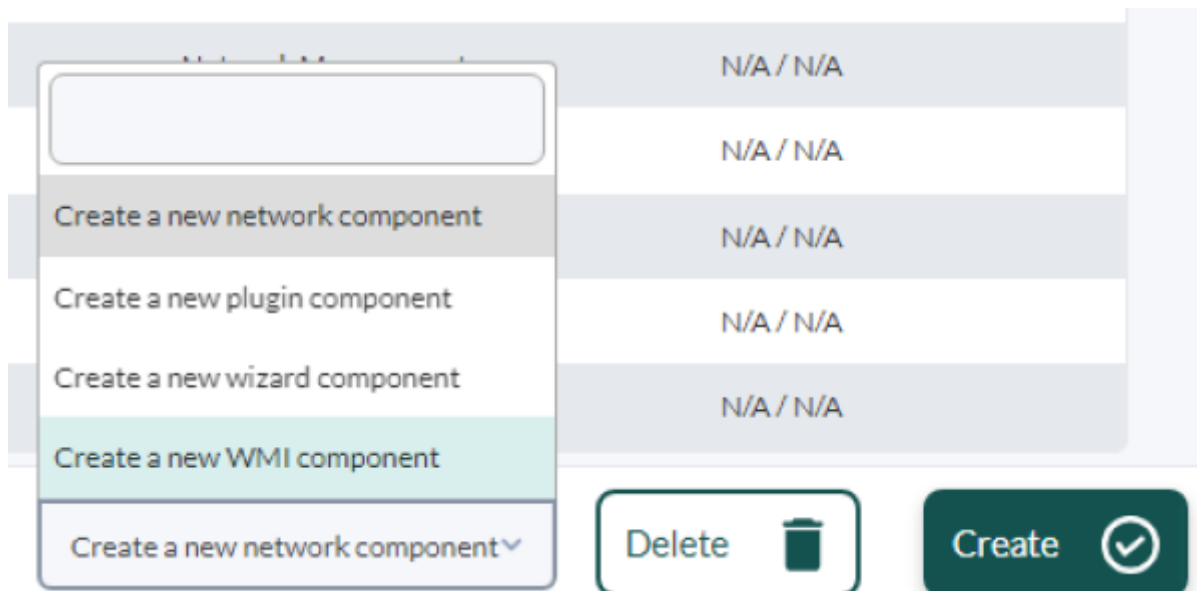 N/A / N/A
N/A / N/A
Create a new network component
N/A / N/A
Create a new plugin component
N/A / N/A
Create a new wizard component
N/A / N/A
Create a new WMI component
Create a new network component
Delete
Create